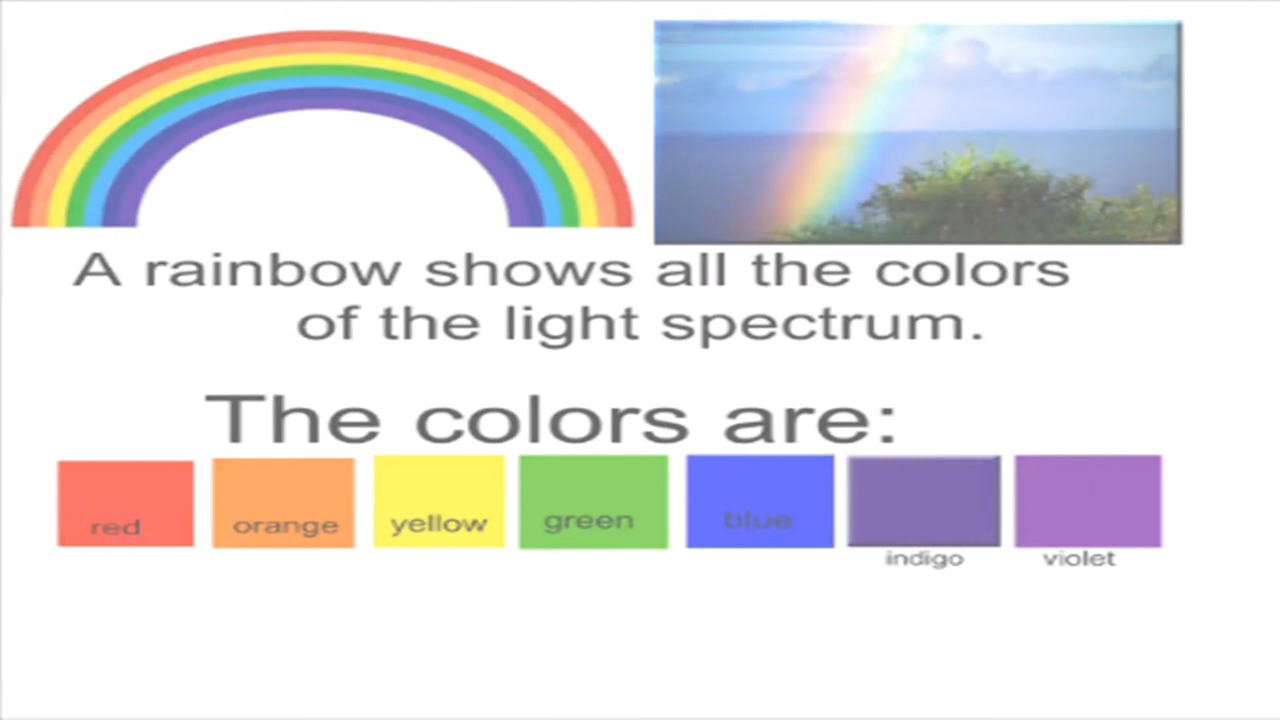 A rainbow shows all the colors
of the light spectrum.
The colors are:
red orange yellow green blue
indigo violet